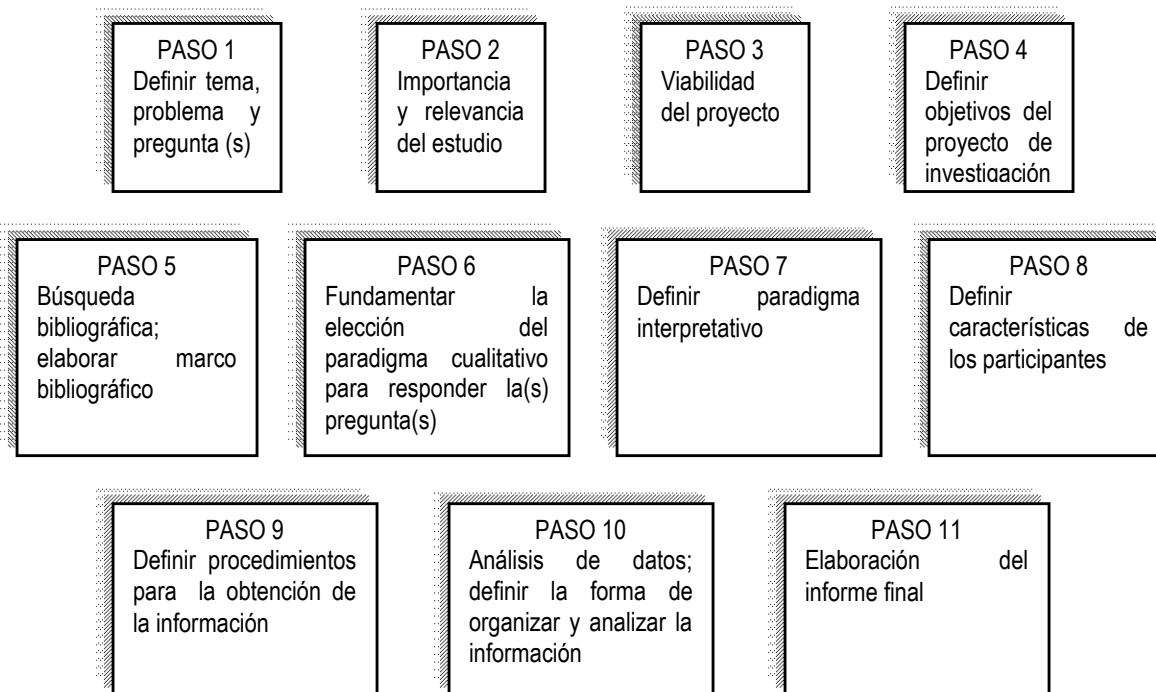 PASO 1
Definir tema,
problema y
pregunta (s)
PASO 2
Importancia
y relevancia
del estudio
PASO 3
Viabilidad
del proyecto
PASO 4
Definir
objetivos del
proyecto de
investigación
PASO 5
Búsqueda
bibliográfica;
elaborar marco
bibliográfico
PASO 6
Fundamentar la
elección del
paradigma cualitativo
para responder la(s)
pregunta(s)
PASO 7
Definir paradigma
interpretativo
PASO 8
Definir
características de
los participantes
PASO 9
Definir procedimientos
para la obtención de
la información
PASO 10
Análisis de datos;
definir la forma de
organizar y analizar la
información
PASO 11
Elaboración del
informe final